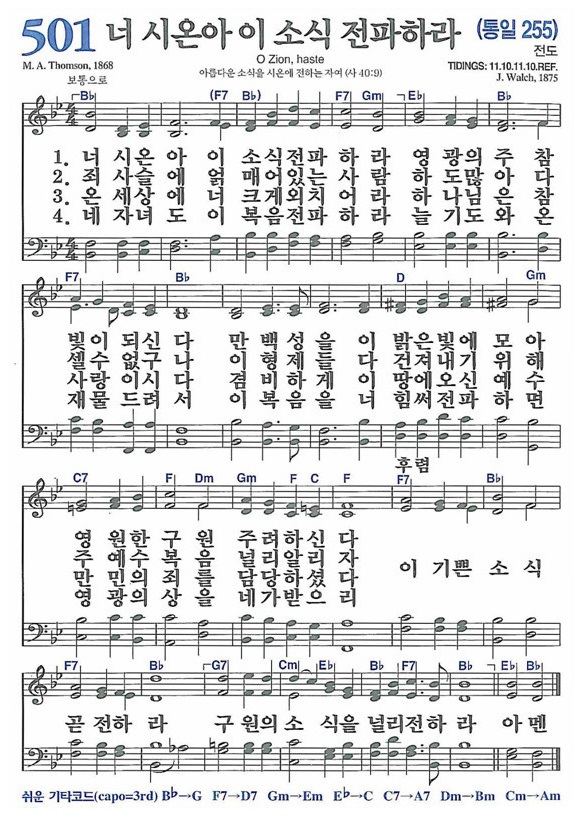 501 너 시온아 이 소식 전파하라 (통일 255)
M. A. Thomson, 1868 O Zion, haste 전도
보통으로 아름다운 소식을 시온에 전하는 자여 (사 40:9) TIDINGS: 11.10.11.10.REF.
J. Walch, 1875
B♭ (F7 B♭) F7 Gm E♭ B♭
1. 너 시온 아 이 소식전파 하 라 영 광의 주 참
2. 죄 사슬 에 얽 매어있는 사 람 하 도많 아 다
3. 온 세상 에 너 크게외치 어 라 하 나님 은 참
4. 네 자녀 도 이 복음전파 하 라 늘 기도 와 온
F7 B♭ D Gm
빛이 되신 다 만 백성 을 이 밝은빛 에 모 아
셀수 없구 나 이 형제 들 다 건져내 기 위 해
사랑 이시 다 겸 비하 게 이 땅에오 신 예 수
재물 드려 서 이 복음 을 너 힘써전 파 하 면
후렴
C7 F Dm Gm F C F F7 B♭
영 원한 구 원 주 려하 신 다
주 예수 복 음 널 리알 리 자
만 민의 죄 를 담 당하 셨 다
영 광의 상 을 네 가받 으 리
이 기 쁜 소 식
F7 B♭ G7 Cm E♭ B♭ F7 B♭ E♭ B♭
곧 전하 라 구 원의 소 식 을 널리전 하 라 아 멘
쉬운 기타코드(capo=3rd) B♭→G F7→D7 Gm→Em E♭→C C7→A7 Dm→Bm Cm→Am